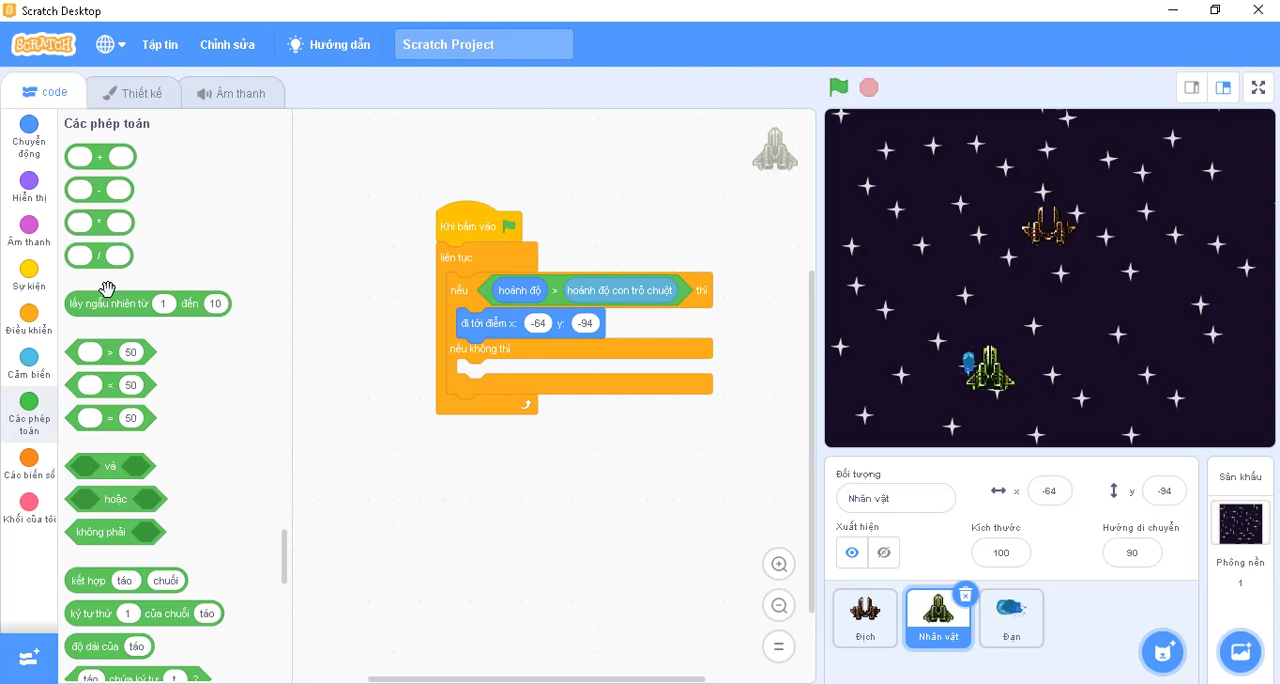 Scratch Desktop
SCRATCH
Tập tin
Chỉnh sửa
Hướng dẫn
Scratch Project
code
Thiết kế
Âm thanh
Chuyển động
Hiển thị
Âm thanh
Sự kiện
Điều khiển
Cảm biến
Các phép toán
Các biến số
Khối của tôi
Các phép toán
+
-
*
/
lấy ngẫu nhiên từ 1 đến 10
> 50
< 50
= 50
và
hoặc
không phải
kết hợp táo chuối
ký tự thứ 1 của chuỗi táo
độ dài của táo
táo chứa ký tự t ?
Khi bấm vào
liên tục
nếu hoành độ > hoành độ con trỏ chuột thì
đi tới điểm x: -64 y: -94
nếu không thì
Đối tượng
Nhân vật
x -64
y -94
Xuất hiện
Kích thước
100
Hướng di chuyển
90
Địch
Nhân vật
Đạn
Sân khấu
Phông nền
1